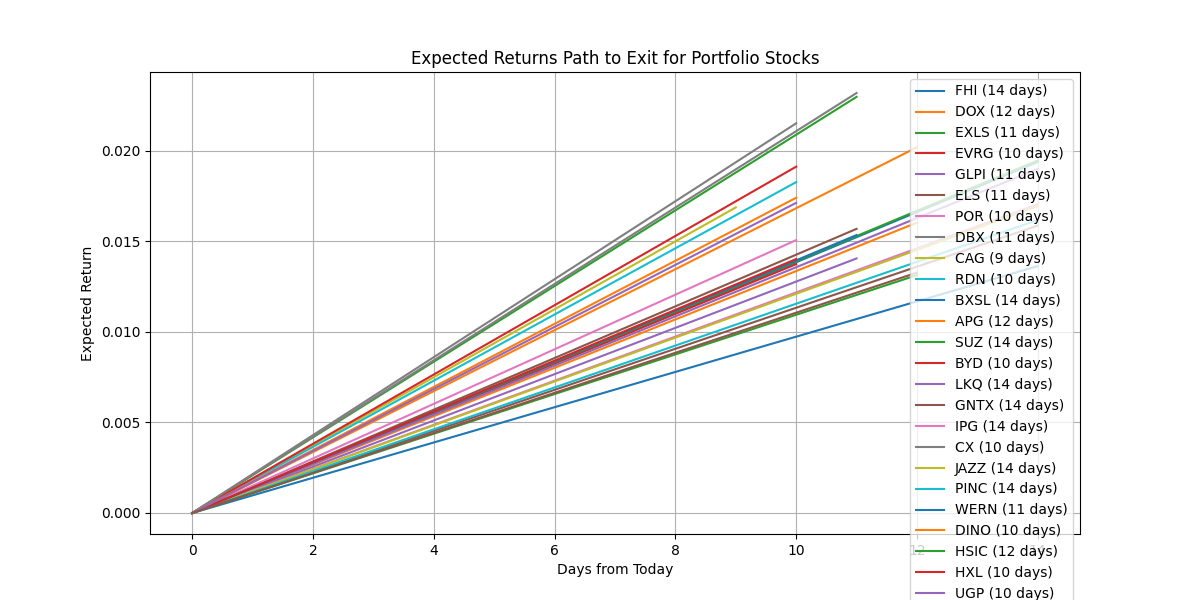 Expected Returns Path to Exit for Portfolio Stocks
Expected Return
0.020
0.015
0.010
0.005
0.000
0
2
4
6
8
10
12
Days from Today
FHI (14 days)
DOX (12 days)
EXLS (11 days)
EVRG (10 days)
GLPI (11 days)
ELS (11 days)
POR (10 days)
DBX (11 days)
CAG (9 days)
RDN (10 days)
BXSL (14 days)
APG (12 days)
SUZ (14 days)
BYD (10 days)
LKQ (14 days)
GNTX (14 days)
IPG (14 days)
CX (10 days)
JAZZ (14 days)
PINC (14 days)
WERN (11 days)
DINO (10 days)
HSIC (12 days)
HXL (10 days)
UGP (10 days)